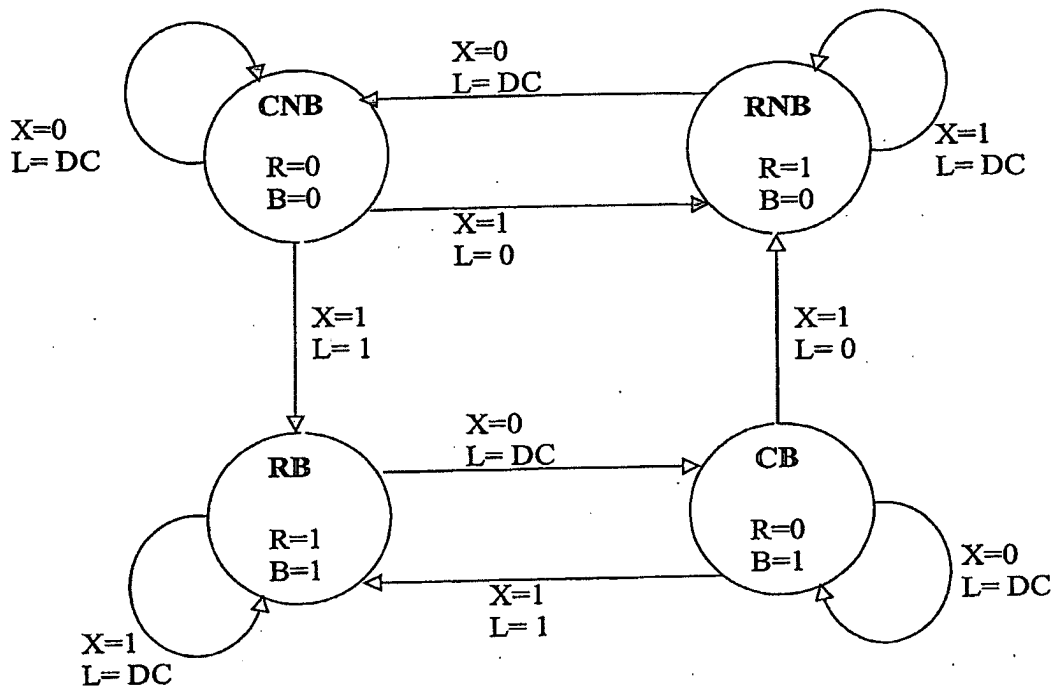 X=0
L= DC
CNB
R=0
B=0
X=0
L= DC
RNB
R=1
B=0
X=1
L= DC
X=1
L= 0
X=1
L= 1
X=1
L= 0
RB
R=1
B=1
X=0
L= DC
CB
R=0
B=1
X=0
L= DC
X=1
L= 1
X=1
L= DC